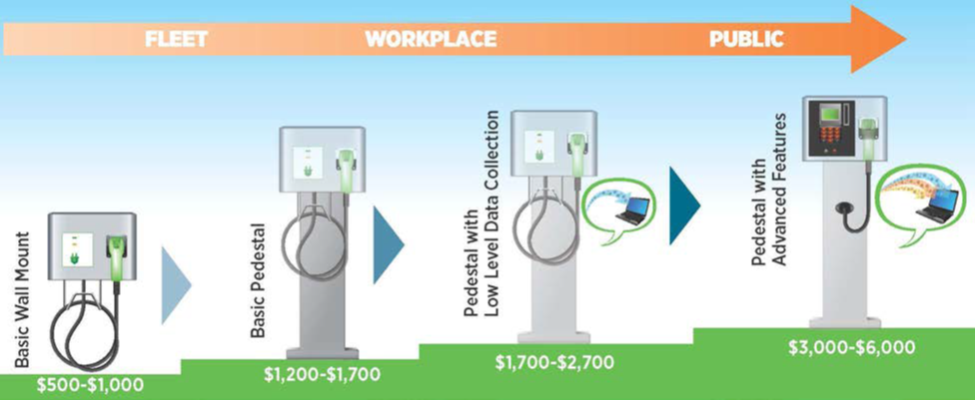 FLEET
WORKPLACE
PUBLIC
Basic Wall Mount
$500-$1,000
Basic Pedestal
$1,200-$1,700
Pedestal with
Low Level Data Collection
$1,700-$2,700
Pedestal with
Advanced Features
$3,000-$6,000